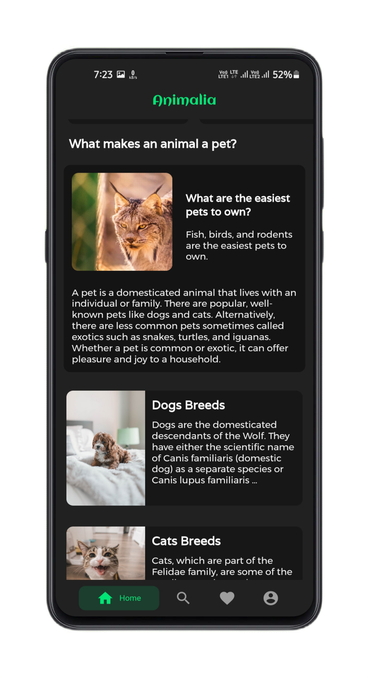 7:23
52%
Animalia
What makes an animal a pet?
What are the easiest
pets to own?
Fish, birds, and rodents
are the easiest pets to
own.
A pet is a domesticated animal that lives with an
individual or family. There are popular, well-
known pets like dogs and cats. Alternatively,
there are less common pets sometimes called
exotics such as snakes, turtles, and iguanas.
Whether a pet is common or exotic, it can offer
pleasure and joy to a household.
Dogs Breeds
Dogs are the domesticated
descendants of the Wolf. They
have either the scientific name
of Canis familiaris (domestic
dog) as a separate species or
Canis lupus familiaris ...
Cats Breeds
Cats, which are part of the
Felidae family, are some of the
Home